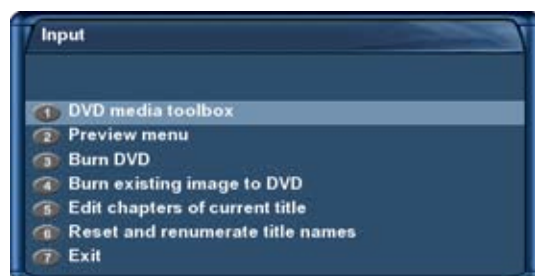 Input
1 DVD media toolbox
2 Preview menu
3 Burn DVD
4 Burn existing image to DVD
5 Edit chapters of current title
6 Reset and renumerate title names
7 Exit